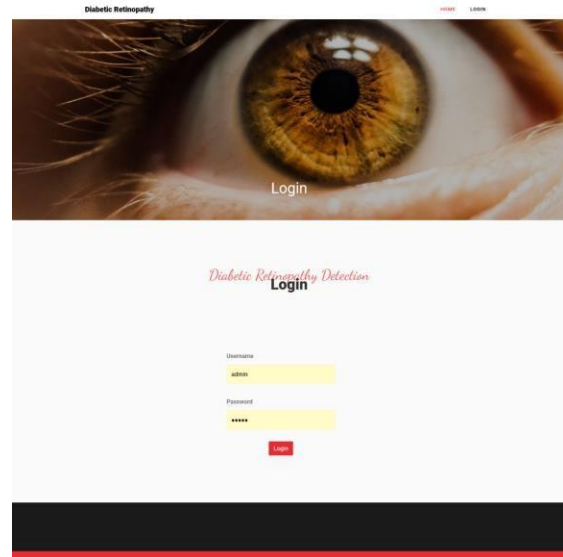 Diabetic Retinopathy
HOME LOGIN
Login
Diabetic Retinopathy Detection
Login
Username
admin
Password
•••••
Login